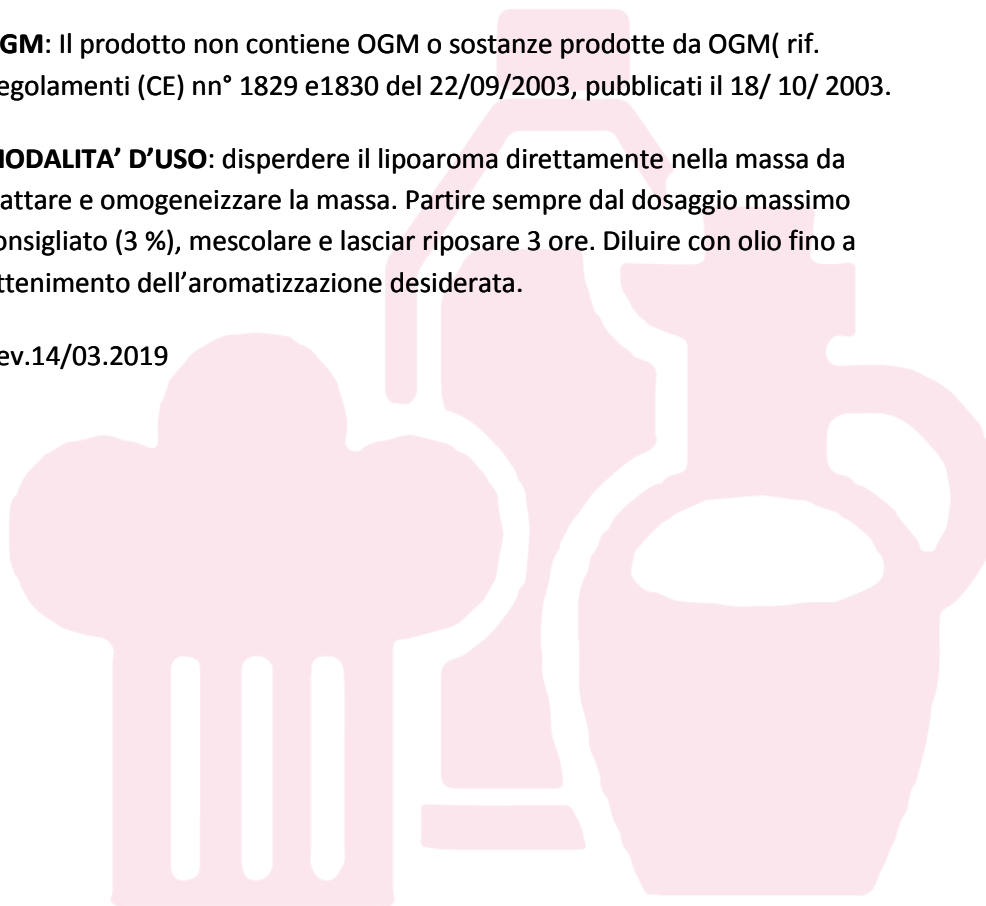 GM: Il prodotto non contiene OGM o sostanze prodotte da OGM( rif.
egolamenti (CE) nn° 1829 e1830 del 22/09/2003, pubblicati il 18/ 10/ 2003.
MODALITA’ D’USO: disperdere il lipoaroma direttamente nella massa da
attare e omogeneizzare la massa. Partire sempre dal dosaggio massimo
onsigliato (3 %), mescolare e lasciar riposare 3 ore. Diluire con olio fino a
ttenimento dell’aromatizzazione desiderata.
ev.14/03.2019